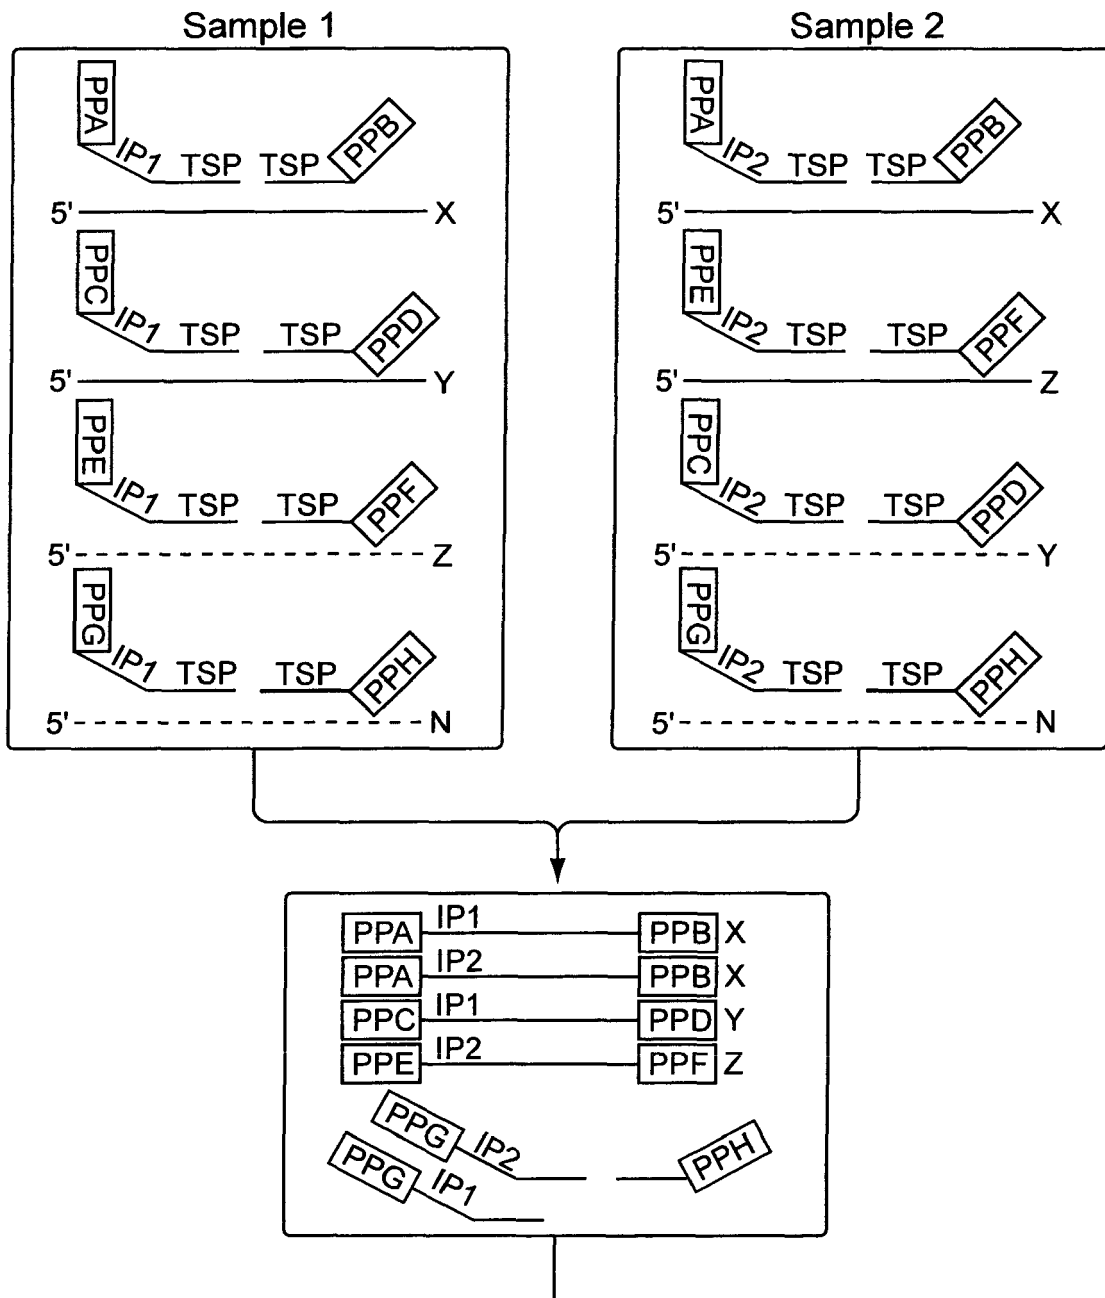 Sample 1
PPA IP1 TSP TSP PPB
5' X
PPC IP1 TSP TSP PPD
5' Y
PPE IP1 TSP TSP PPF
5' Z
PPG IP1 TSP TSP PPH
5' N
Sample 2
PPA IP2 TSP TSP PPB
5' X
PPE IP2 TSP TSP PPF
5' Z
PPC IP2 TSP TSP PPD
5' Y
PPG IP2 TSP TSP PPH
5' N
PPA IP1 PPB X
PPA IP2 PPB X
PPC IP1 PPD Y
PPE IP2 PPF Z
PPG IP2 PPH
PPG IP1